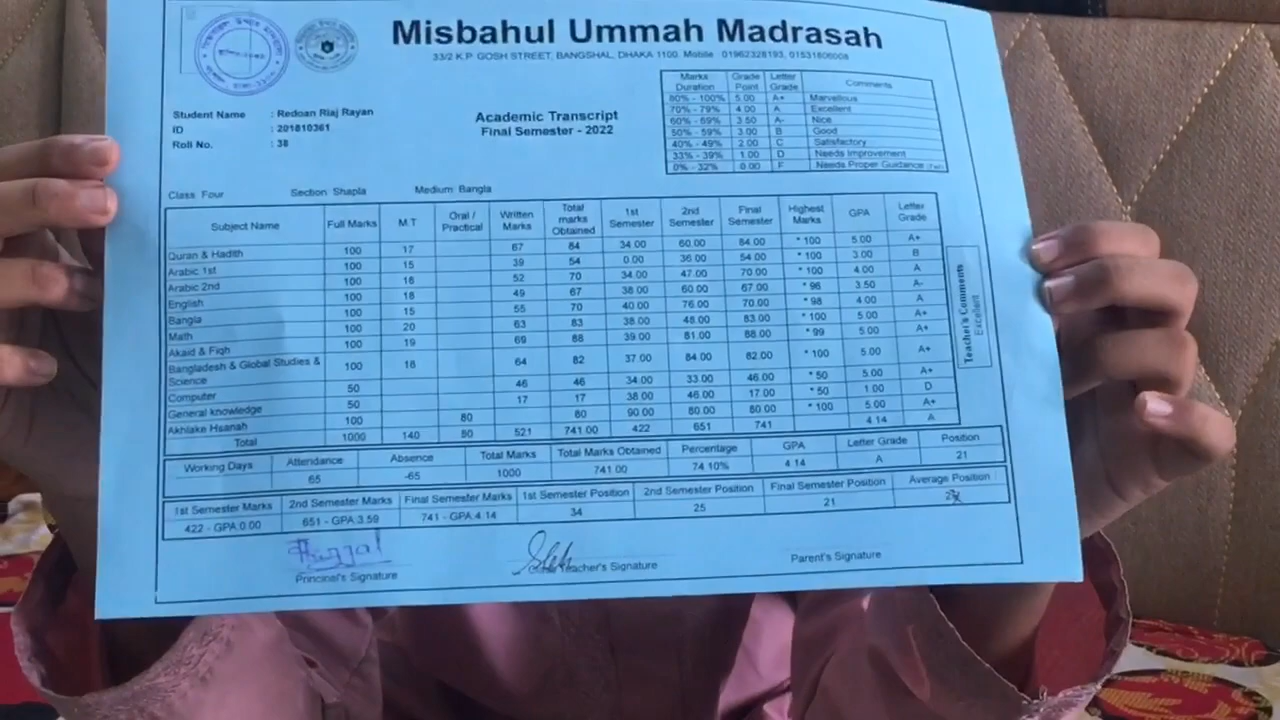 Misbahul Ummah Madrasah
33/2 K.P. GOSH STREET, BANGSHAL, DHAKA 1100. Mobile : 01962328193, 01531806008
Marks Duration Grade Point Letter Grade Comments
80% - 100% 5.00 A+ Marvellous
70% - 79% 4.00 A Excellent
60% - 69% 3.50 A- Nice
50% - 59% 3.00 B Good
40% - 49% 2.00 C Satisfactory
33% - 39% 1.00 D Needs Improvement
0% - 32% 0.00 F Needs Proper Guidance
Student Name : Redoan Riaj Rayan
ID : 201810361
Roll No. : 38
Academic Transcript
Final Semester - 2022
Class Four Section Shapla Medium: Bangla
Subject Name Full Marks M.T Oral / Practical Written Marks Total marks Obtained 1st Semester 2nd Semester Final Semester Highest Marks GPA Letter Grade
Quran & Hadith 100 17 67 84 34.00 60.00 84.00 * 100 5.00 A+
Arabic 1st 100 15 39 54 0.00 36.00 54.00 * 100 3.00 B
Arabic 2nd 100 18 52 70 34.00 47.00 70.00 * 100 4.00 A
English 100 18 49 67 38.00 60.00 67.00 * 96 3.50 A-
Bangla 100 15 55 70 40.00 76.00 70.00 * 98 4.00 A
Math 100 20 63 83 38.00 48.00 83.00 * 100 5.00 A+
Akaid & Fiqh 100 19 69 88 39.00 81.00 88.00 * 99 5.00 A+
Bangladesh & Global Studies & Science 100 18 64 82 37.00 84.00 82.00 * 100 5.00 A+
Computer 50 46 46 34.00 33.00 46.00 * 50 5.00 A+
General knowledge 50 17 17 38.00 46.00 17.00 * 50 1.00 D
Akhlake Hsanah 100 80 80 90.00 80.00 80.00 * 100 5.00 A+
Total 1000 140 80 521 741.00 422 651 741 4.14 A
Teacher's Comments
Excellent
Working Days Attendance Absence Total Marks Total Marks Obtained Percentage GPA Letter Grade Position
65 -65 1000 741.00 74.10% 4.14 A 21
1st Semester Marks 2nd Semester Marks Final Semester Marks 1st Semester Position 2nd Semester Position Final Semester Position Average Position
422 - GPA:0.00 651 - GPA:3.59 741 - GPA:4.14 34 25 21
Principal's Signature
Teacher's Signature
Parent's Signature